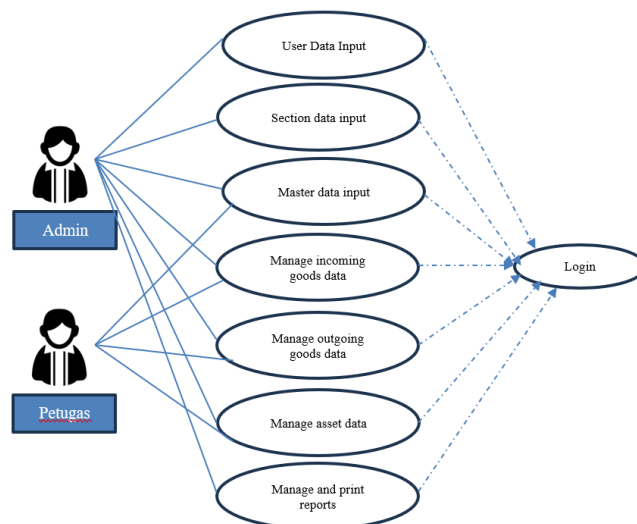 User Data Input
Section data input
Master data input
Admin
Manage incoming
goods data
Login
Manage outgoing
goods data
Petugas
Manage asset data
Manage and print
reports